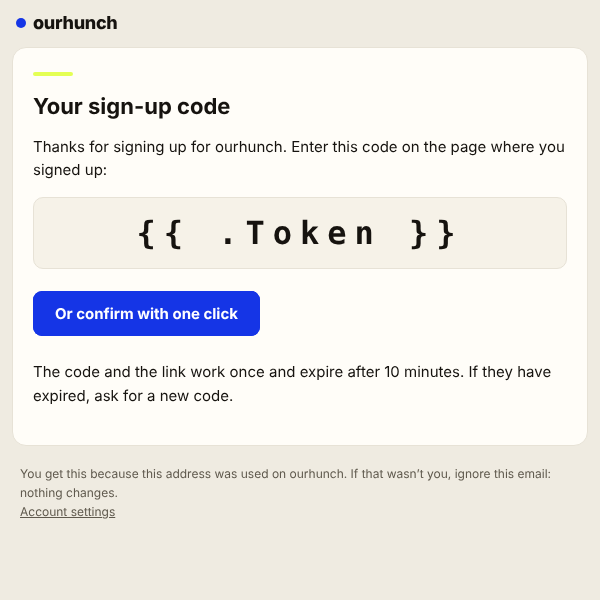 ourhunch
Your sign-up code
Thanks for signing up for ourhunch. Enter this code on the page where you
signed up:
{{ .Token }}
Or confirm with one click
The code and the link work once and expire after 10 minutes. If they have
expired, ask for a new code.
You get this because this address was used on ourhunch. If that wasn’t you, ignore this email:
nothing changes.
Account settings